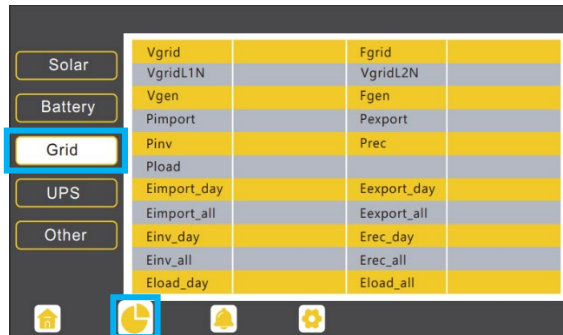 Solar
Battery
Grid
UPS
Other
Vgrid Fgrid
VgridL1N VgridL2N
Vgen Fgen
Pimport Pexport
Pinv Prec
Pload
Eimport_day Eexport_day
Eimport_all Eexport_all
Einv_day Erec_day
Einv_all Erec_all
Eload_day Eload_all